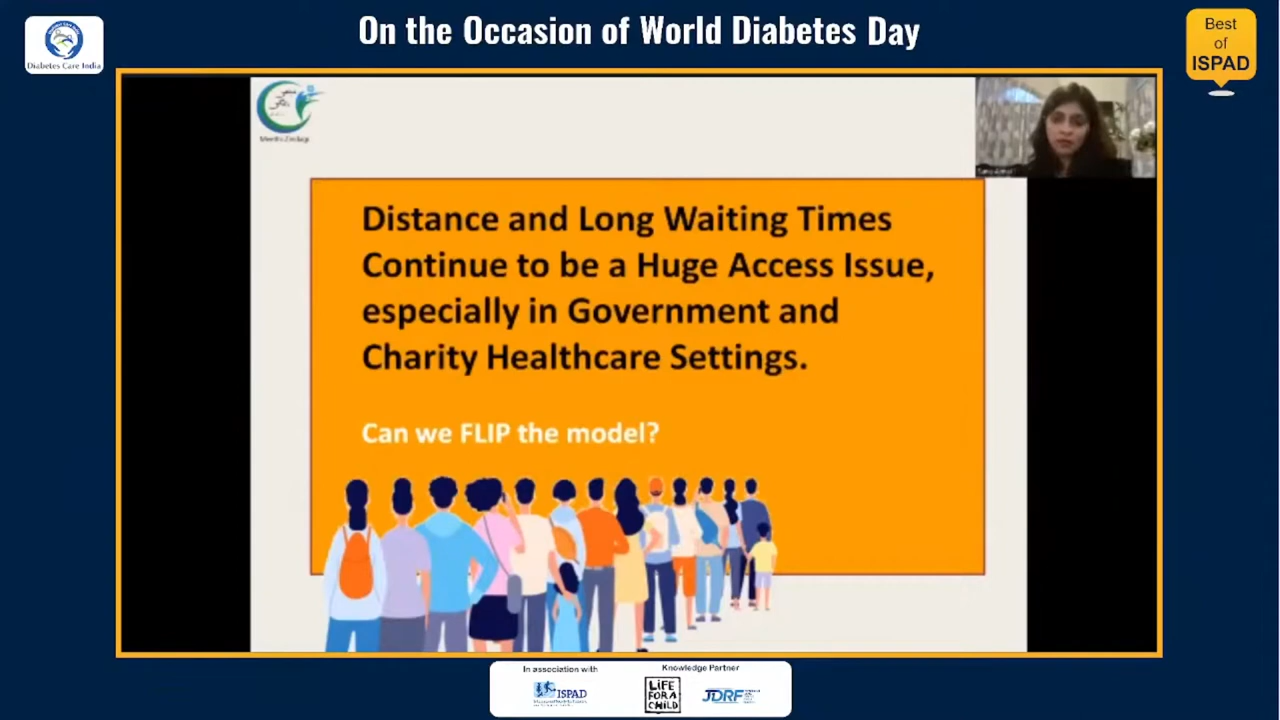 On the Occasion of World Diabetes Day
Diabetes Care India
Best
of
ISPAD
Meethi Zindagi
Distance and Long Waiting Times
Continue to be a Huge Access Issue,
especially in Government and
Charity Healthcare Settings.
Can we FLIP the model?
In association with
ISPAD
Knowledge Partner
LiFE
FOR A
CHiLD
JDRF